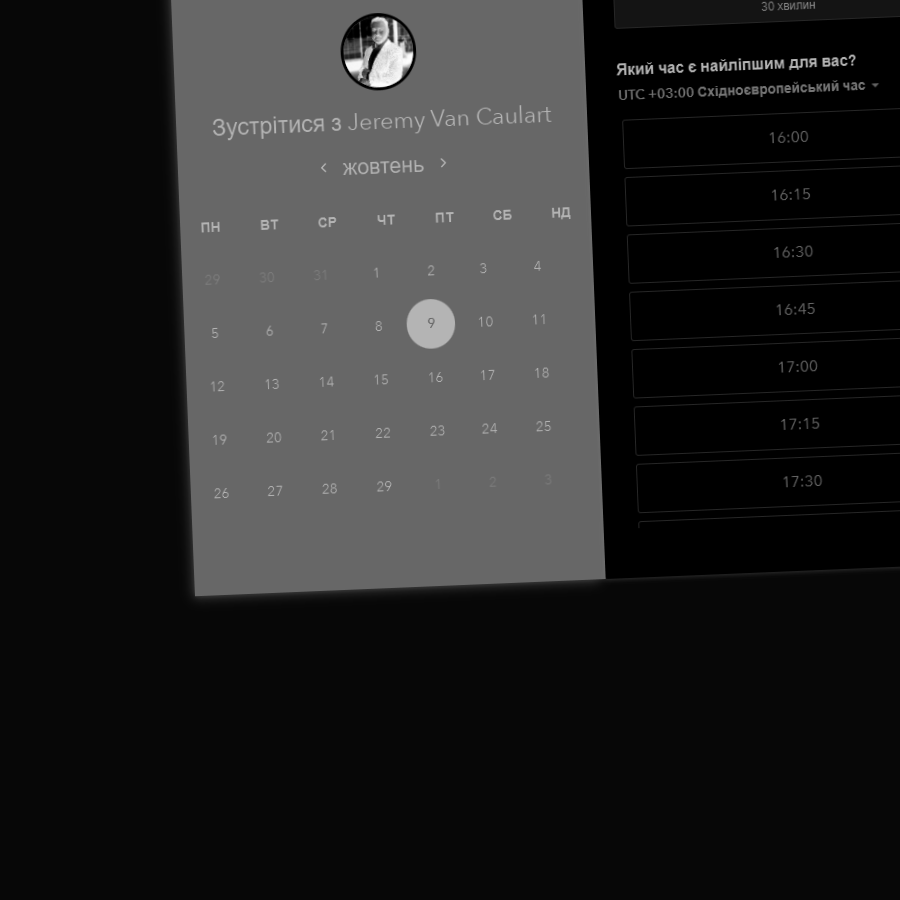 Зустрітися з Jeremy Van Caulart
‹ жовтень ›
ПН ВТ СР ЧТ ПТ СБ НД
29 30 31 1 2 3 4
5 6 7 8 9 10 11
12 13 14 15 16 17 18
19 20 21 22 23 24 25
26 27 28 29 1 2 3
30 хвилин
Який час є найліпшим для вас?
UTC +03:00 Східноєвропейський час
16:00
16:15
16:30
16:45
17:00
17:15
17:30